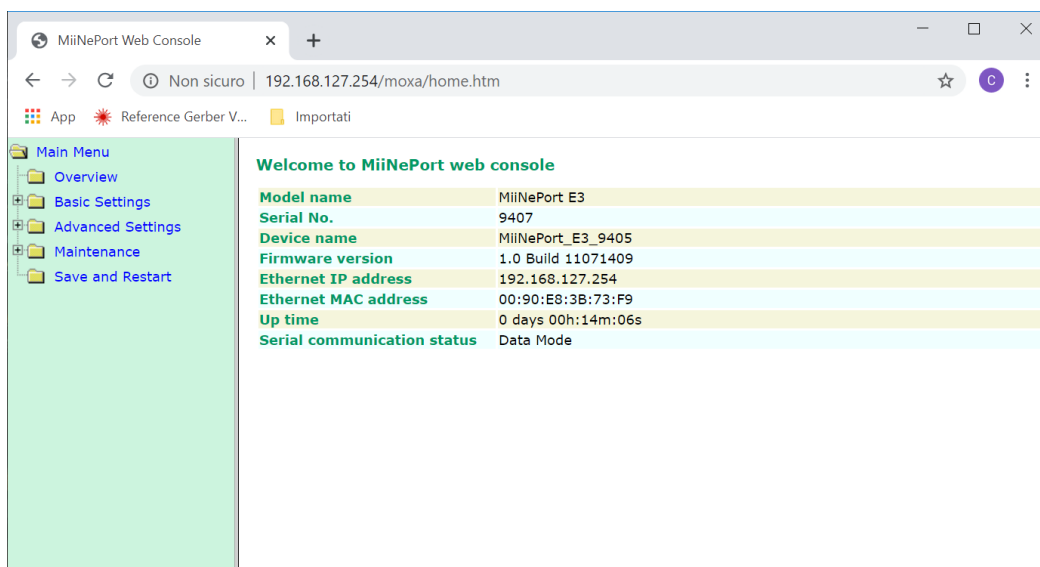 MiiNePort Web Console
Non sicuro | 192.168.127.254/moxa/home.htm
C
App Reference Gerber V... Importati
Main Menu
Overview
Basic Settings
Advanced Settings
Maintenance
Save and Restart
Welcome to MiiNePort web console
Model name MiiNePort E3
Serial No. 9407
Device name MiiNePort_E3_9405
Firmware version 1.0 Build 11071409
Ethernet IP address 192.168.127.254
Ethernet MAC address 00:90:E8:3B:73:F9
Up time 0 days 00h:14m:06s
Serial communication status Data Mode